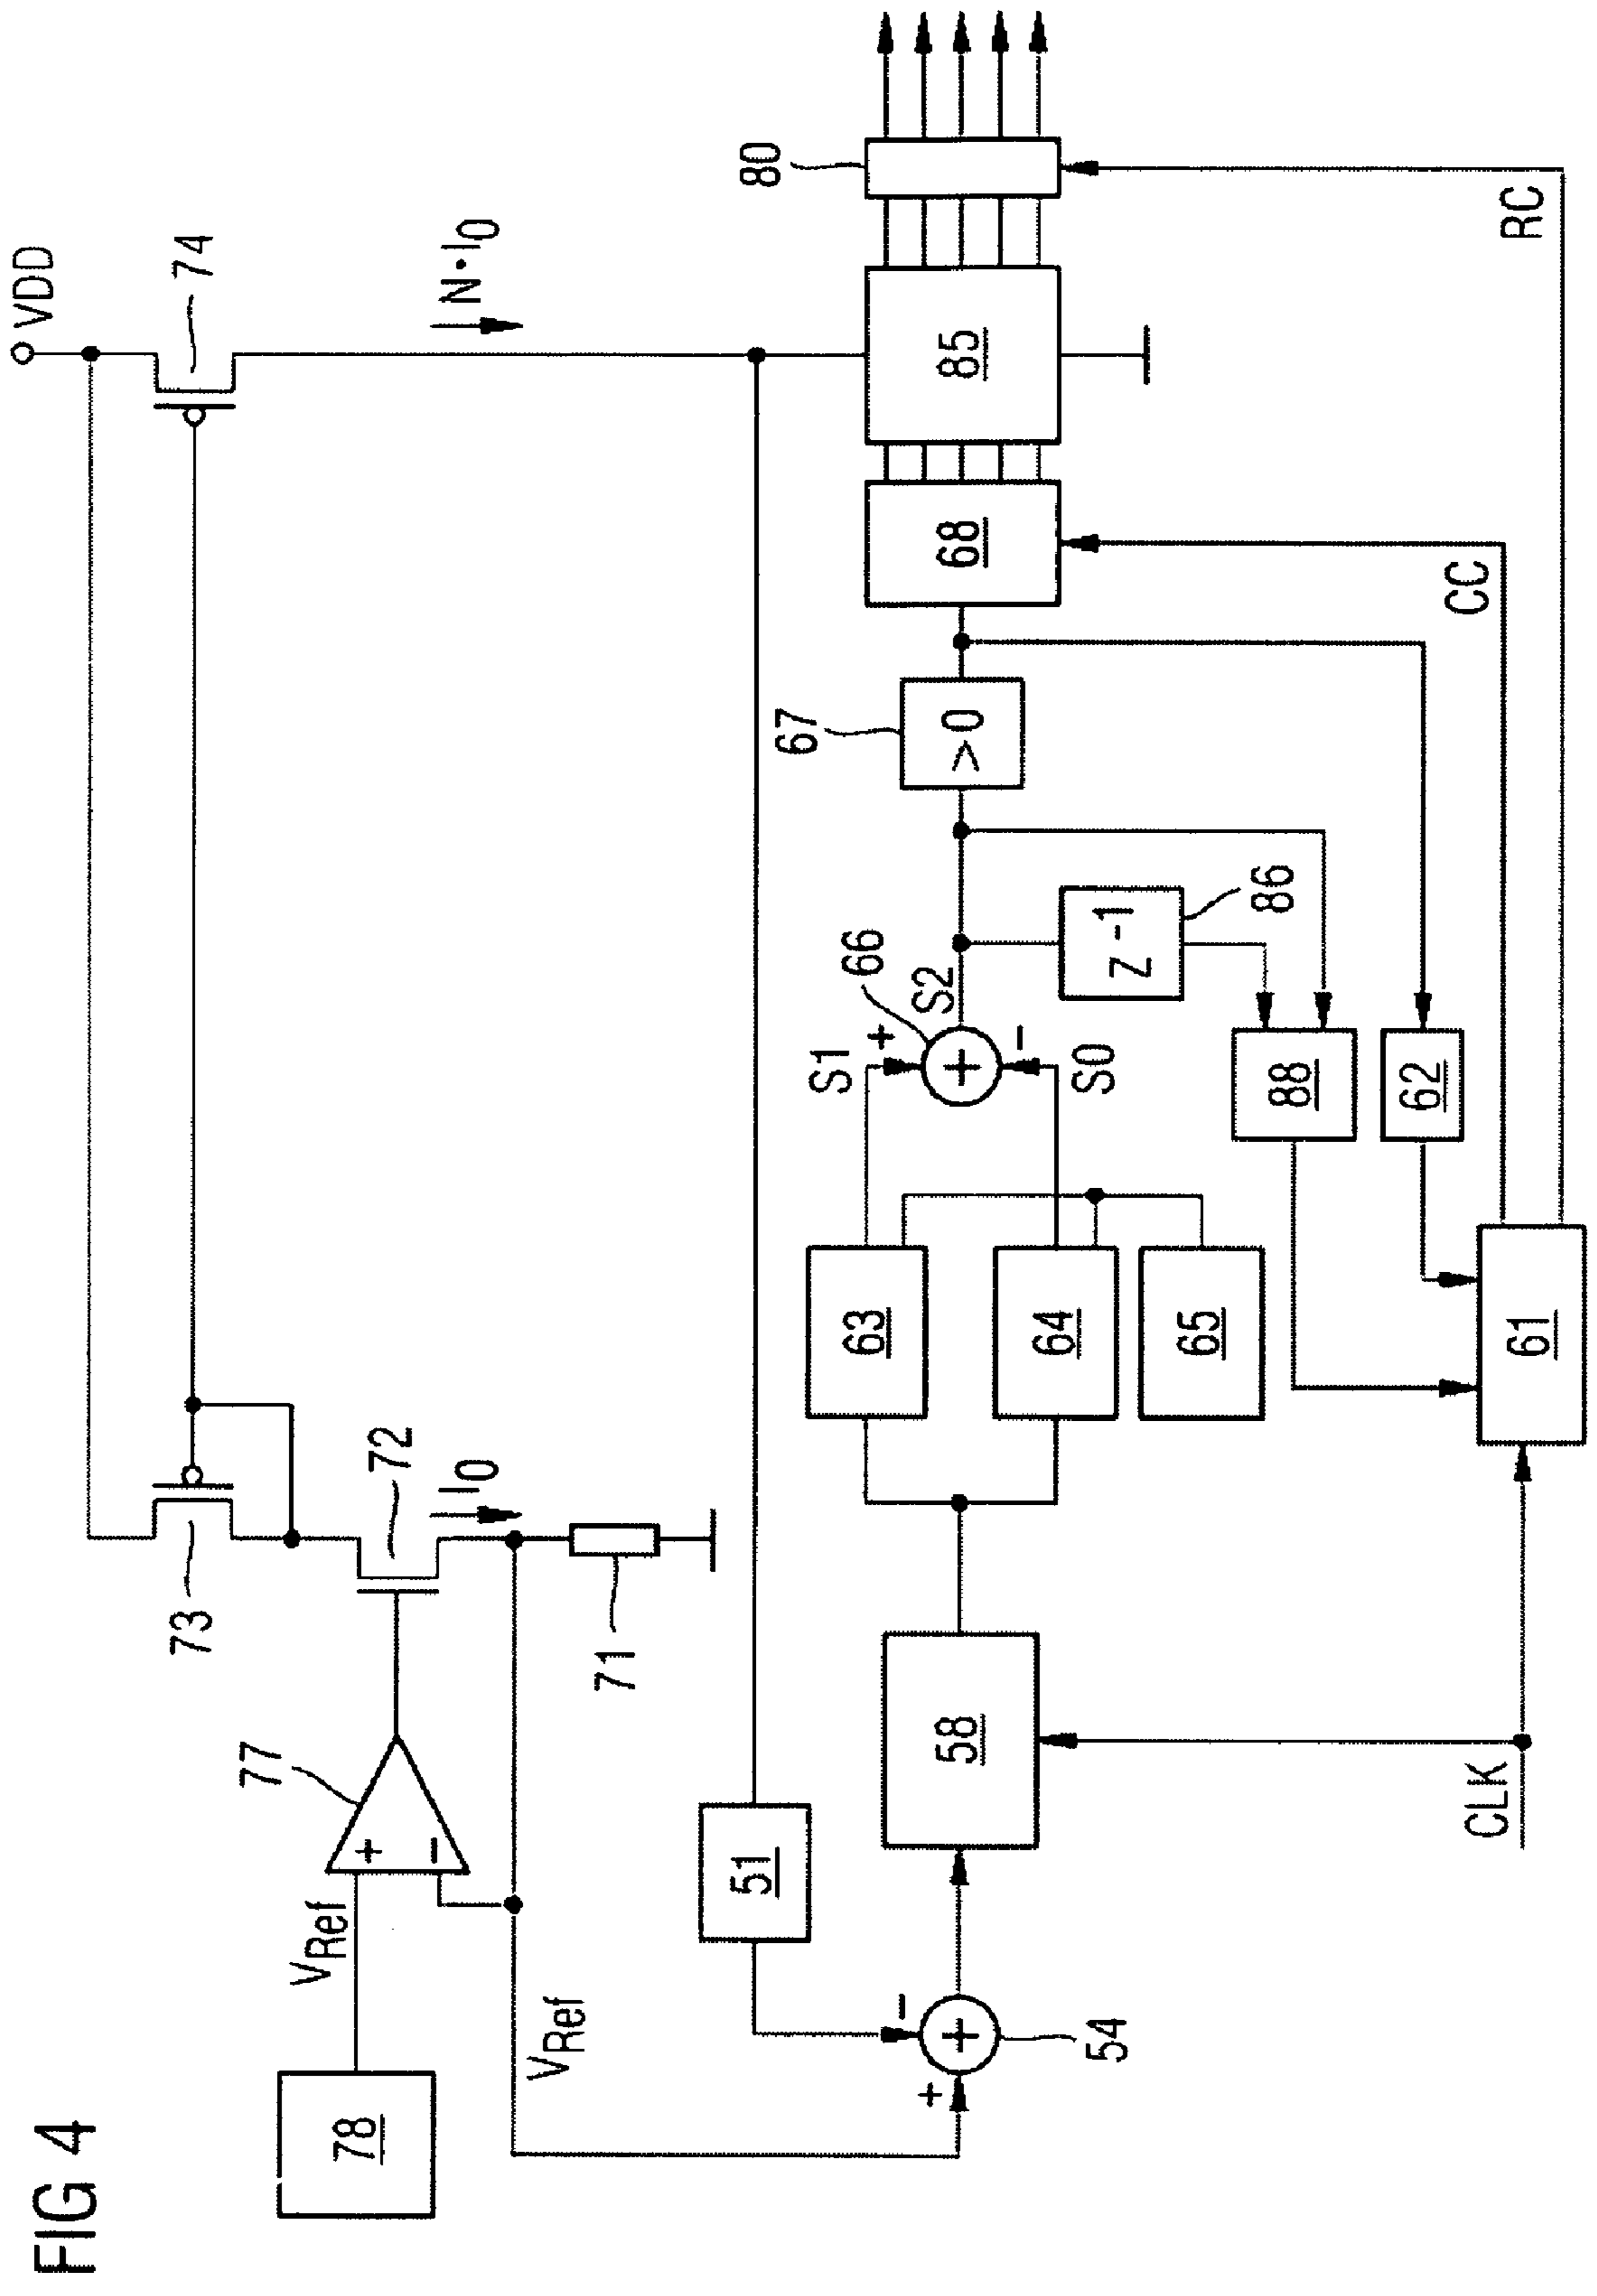 FIG 4
VDD
74
N·I0
73
72
I0
77
+
−
VRef
78
VRef
71
51
−
+
54
58
CLK
63
64
65
S1
+
66
S2
−
S0
Z-1
86
67
>0
68
85
80
88
62
61
CC
RC